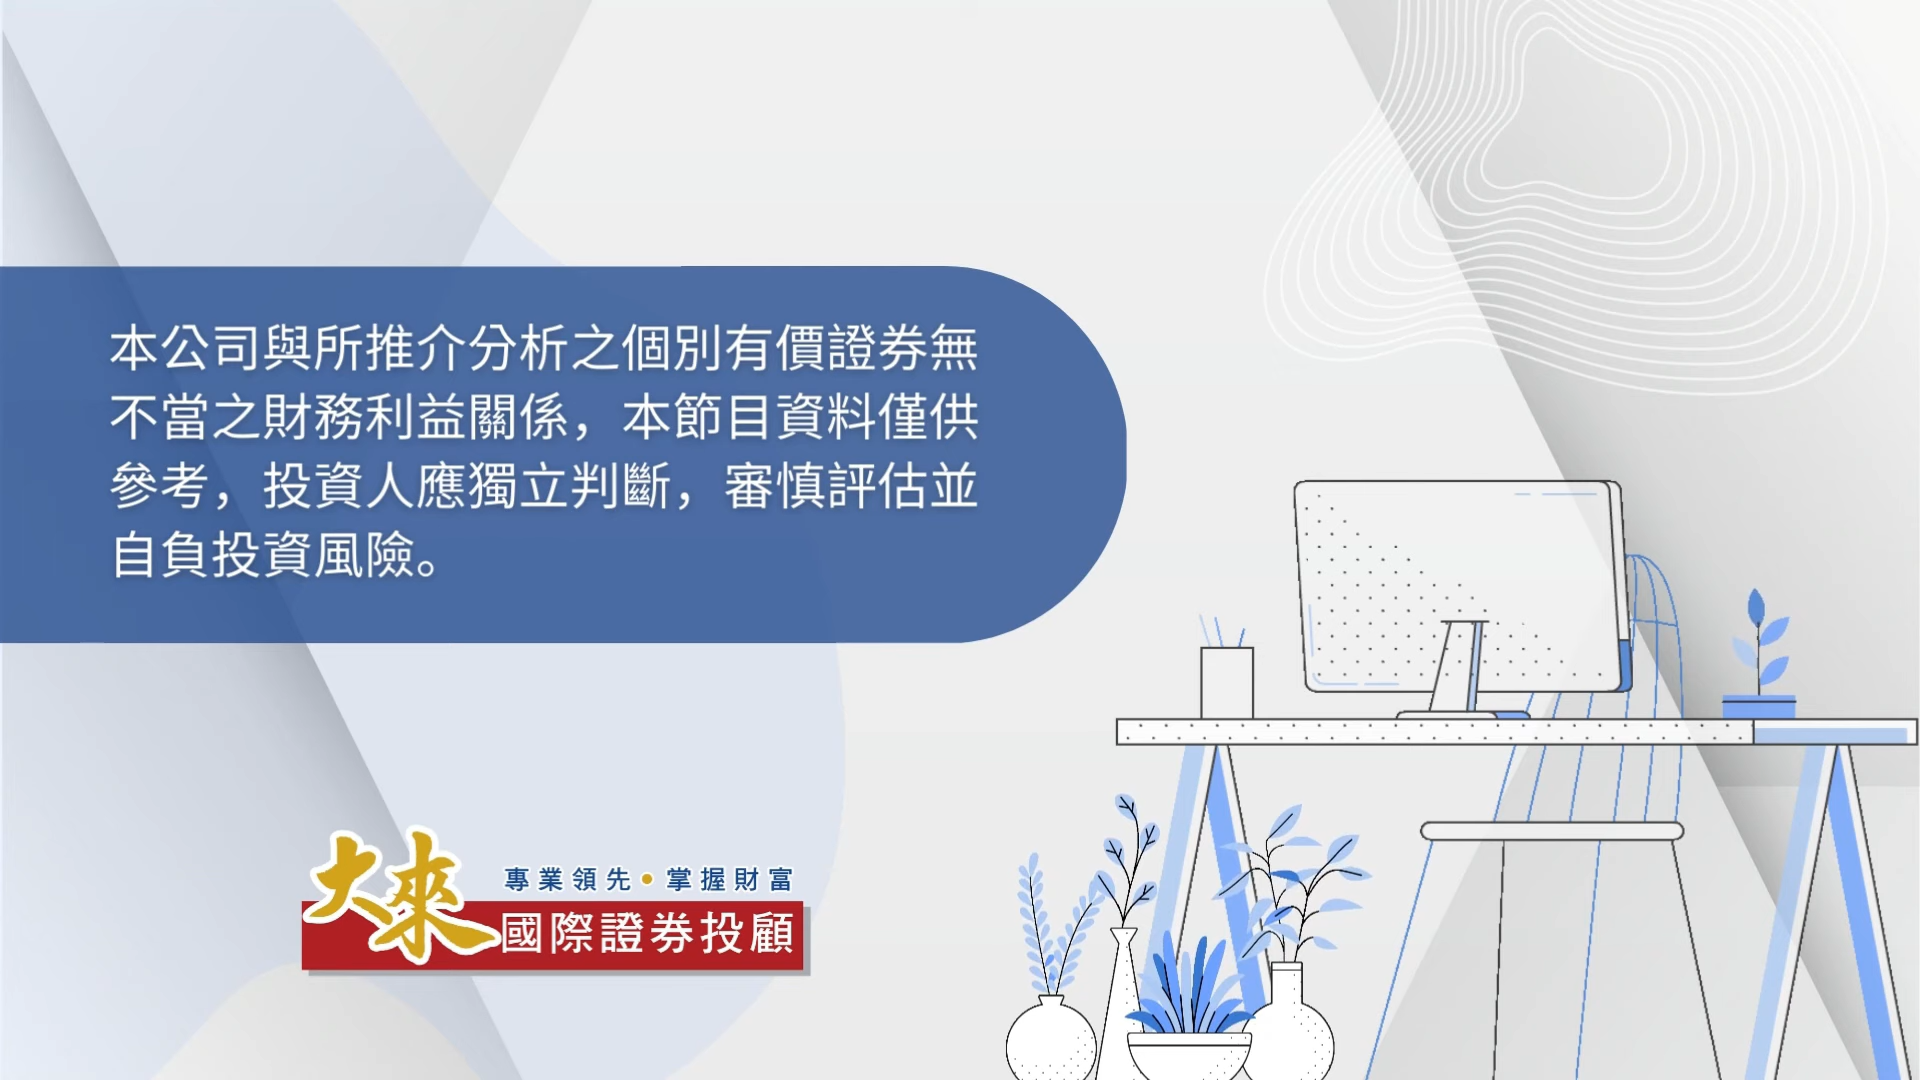 本公司與所推介分析之個別有價證券無
不當之財務利益關係，本節目資料僅供
參考，投資人應獨立判斷，審慎評估並
自負投資風險。
大來
專業領先•掌握財富
國際證券投顧